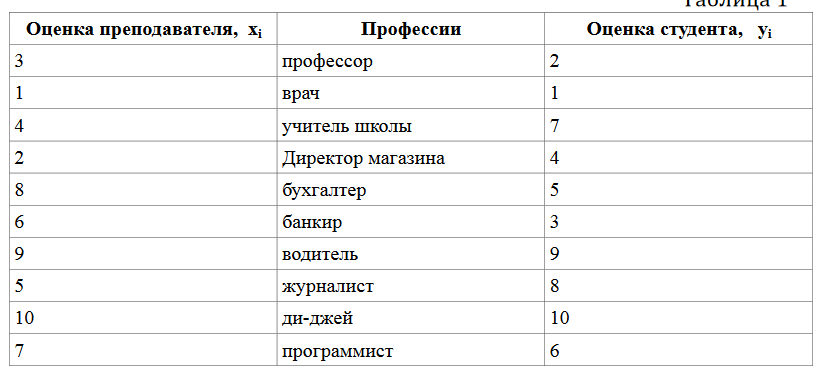 Таблица 1
Оценка преподавателя, xi Профессии Оценка студента, yi
3 профессор 2
1 врач 1
4 учитель школы 7
2 Директор магазина 4
8 бухгалтер 5
6 банкир 3
9 водитель 9
5 журналист 8
10 ди-джей 10
7 программист 6